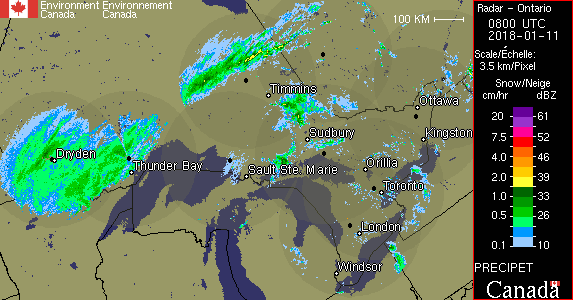 Environment Environnement
Canada Canada
100 KM
Timmins
Ottawa
Sudbury
Kingston
Dryden
Thunder Bay
Sault Ste. Marie
Orillia
Toronto
London
Windsor
Radar - Ontario
0800 UTC
2018-01-11
Scale/Échelle:
3.5 km/Pixel
Snow/Neige
cm/hr dBZ
20 61
7.5 52
4.0 46
2.0 39
1.0 33
0.5 26
0.1 10
PRECIPET
Canada